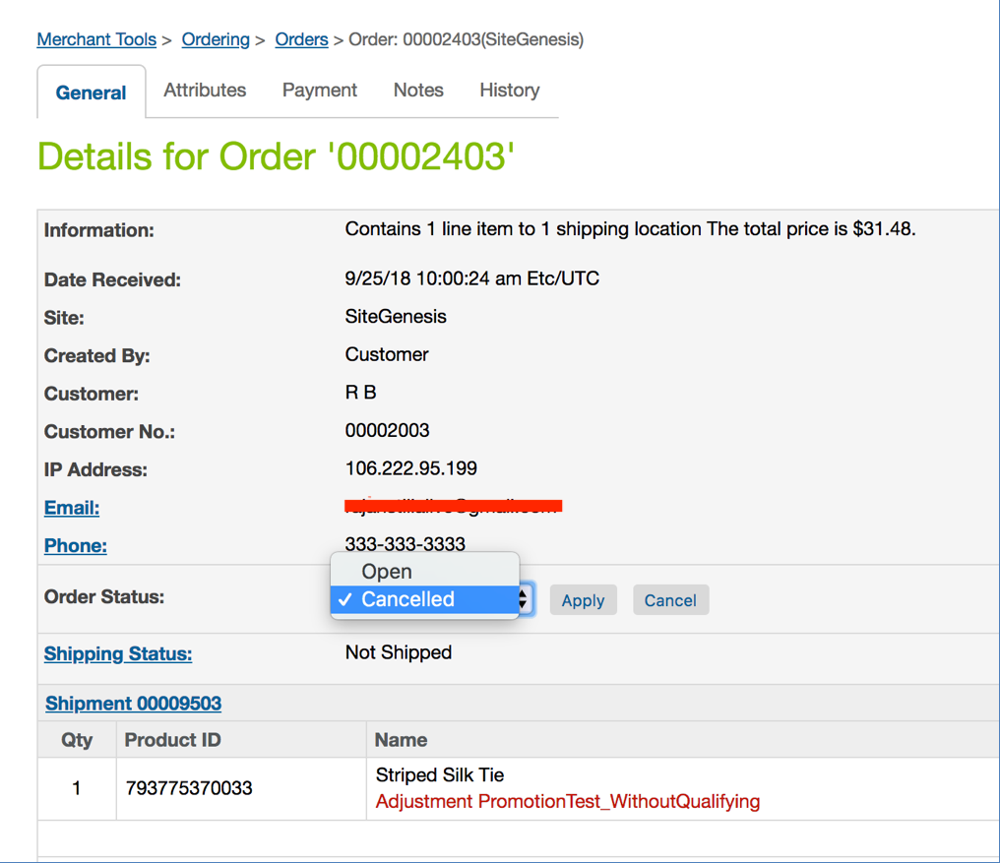 Merchant Tools > Ordering > Orders > Order: 00002403(SiteGenesis)
General Attributes Payment Notes History
Details for Order '00002403'
Information: Contains 1 line item to 1 shipping location The total price is $31.48.
Date Received: 9/25/18 10:00:24 am Etc/UTC
Site: SiteGenesis
Created By: Customer
Customer: R B
Customer No.: 00002003
IP Address: 106.222.95.199
Email:
Phone: 333-333-3333
Open
Order Status: ✓ Cancelled Apply Cancel
Shipping Status: Not Shipped
Shipment 00009503
Qty Product ID Name
1 793775370033 Striped Silk Tie
Adjustment PromotionTest_WithoutQualifying